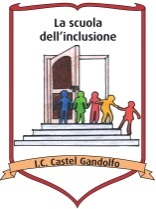 La scuola
dell'inclusione
I.C. Castel Gandolfo